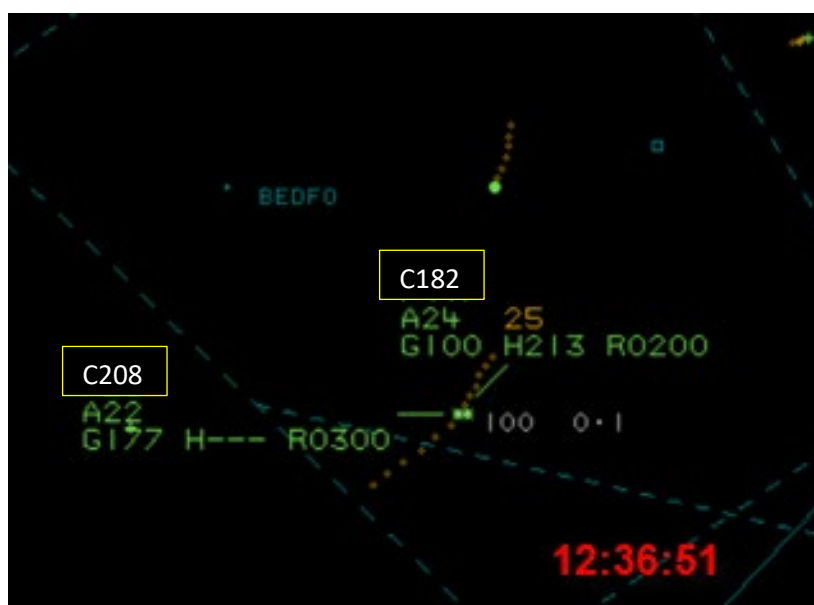 BEDFO
C182
A24 25
G100 H213 R0200
C208
A22
G177 H--- R0300
100 0.1
12:36:51